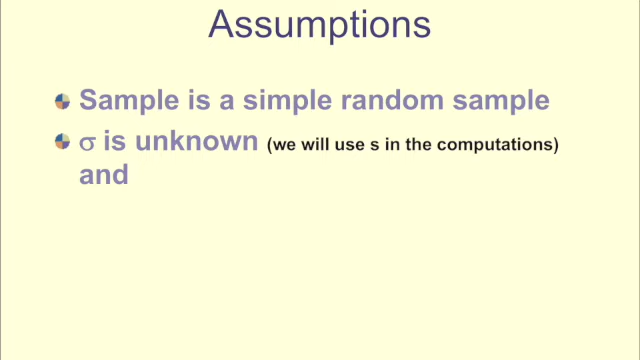 Assumptions
Sample is a simple random sample
σ is unknown (we will use s in the computations)
and